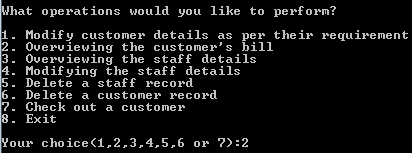 What operations would you like to perform?
1. Modify customer details as per their requirement
2. Overviewing the customer's bill
3. Overviewing the staff details
4. Modifying the staff details
5. Delete a staff record
6. Delete a customer record
7. Check out a customer
8. Exit
Your choice(1,2,3,4,5,6 or 7):2